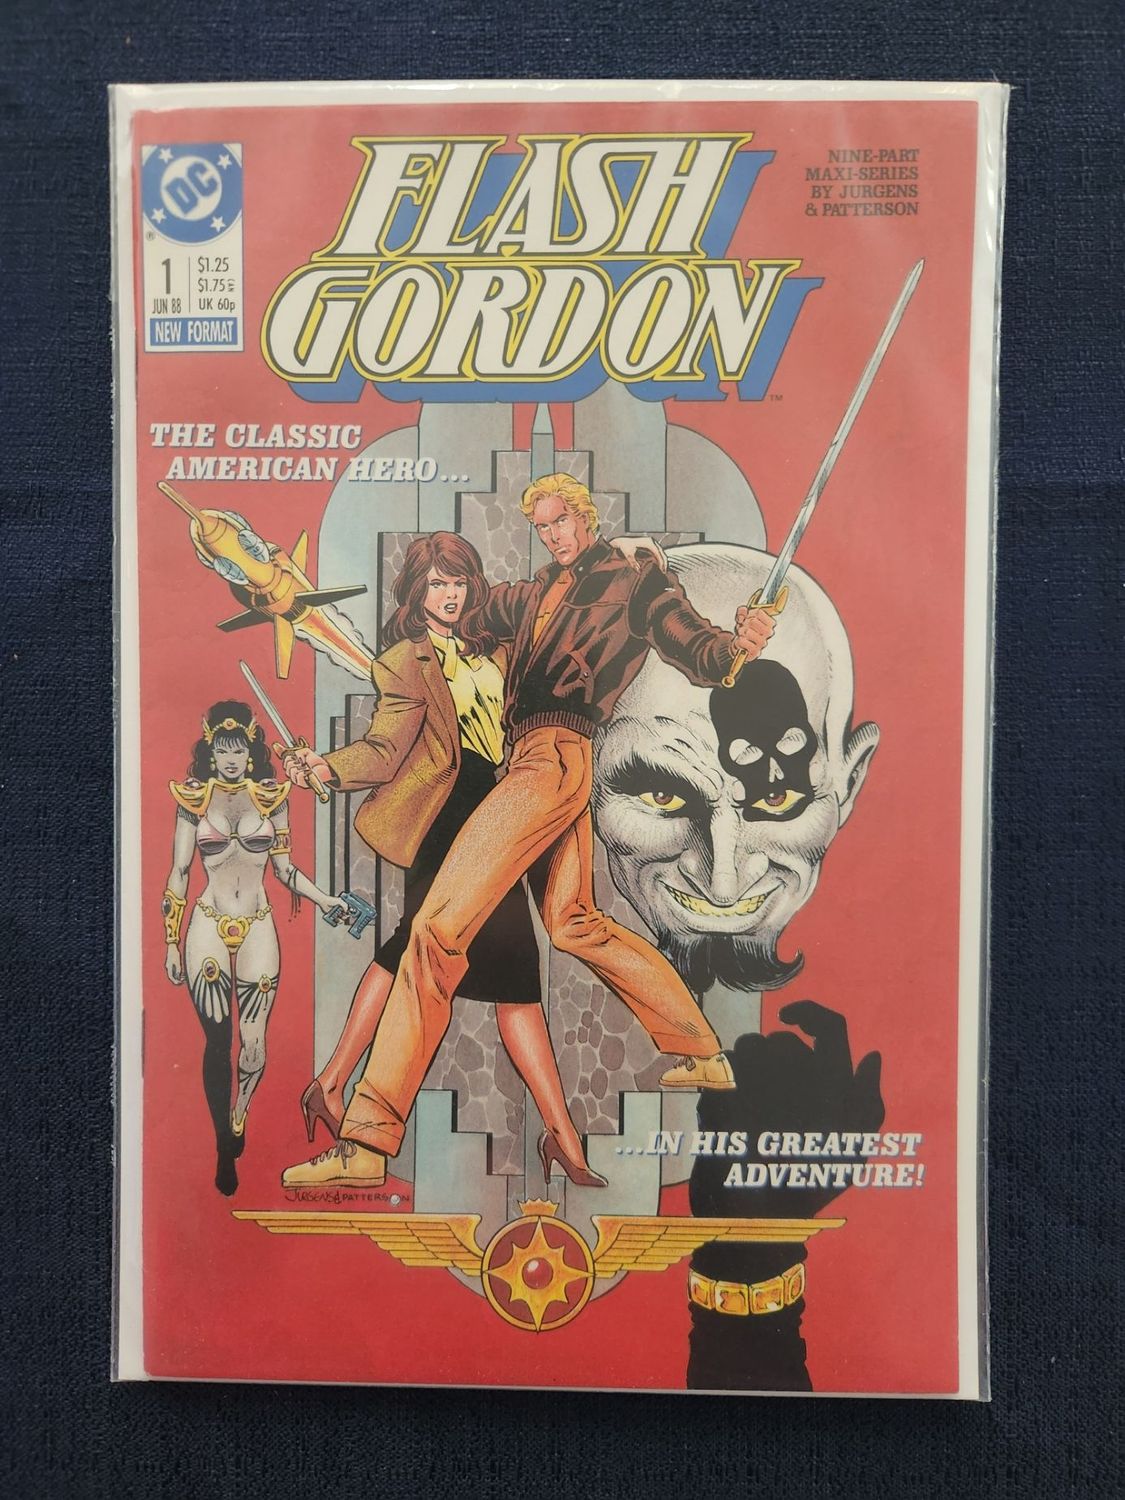 DC
®
1
JUN 88
$1.25
$1.75
UK 60p
NEW FORMAT
FLASH
GORDON
TM
NINE-PART
MAXI-SERIES
BY JURGENS
& PATTERSON
THE CLASSIC
AMERICAN HERO...
...IN HIS GREATEST
ADVENTURE!
JURGENS & PATTERSON